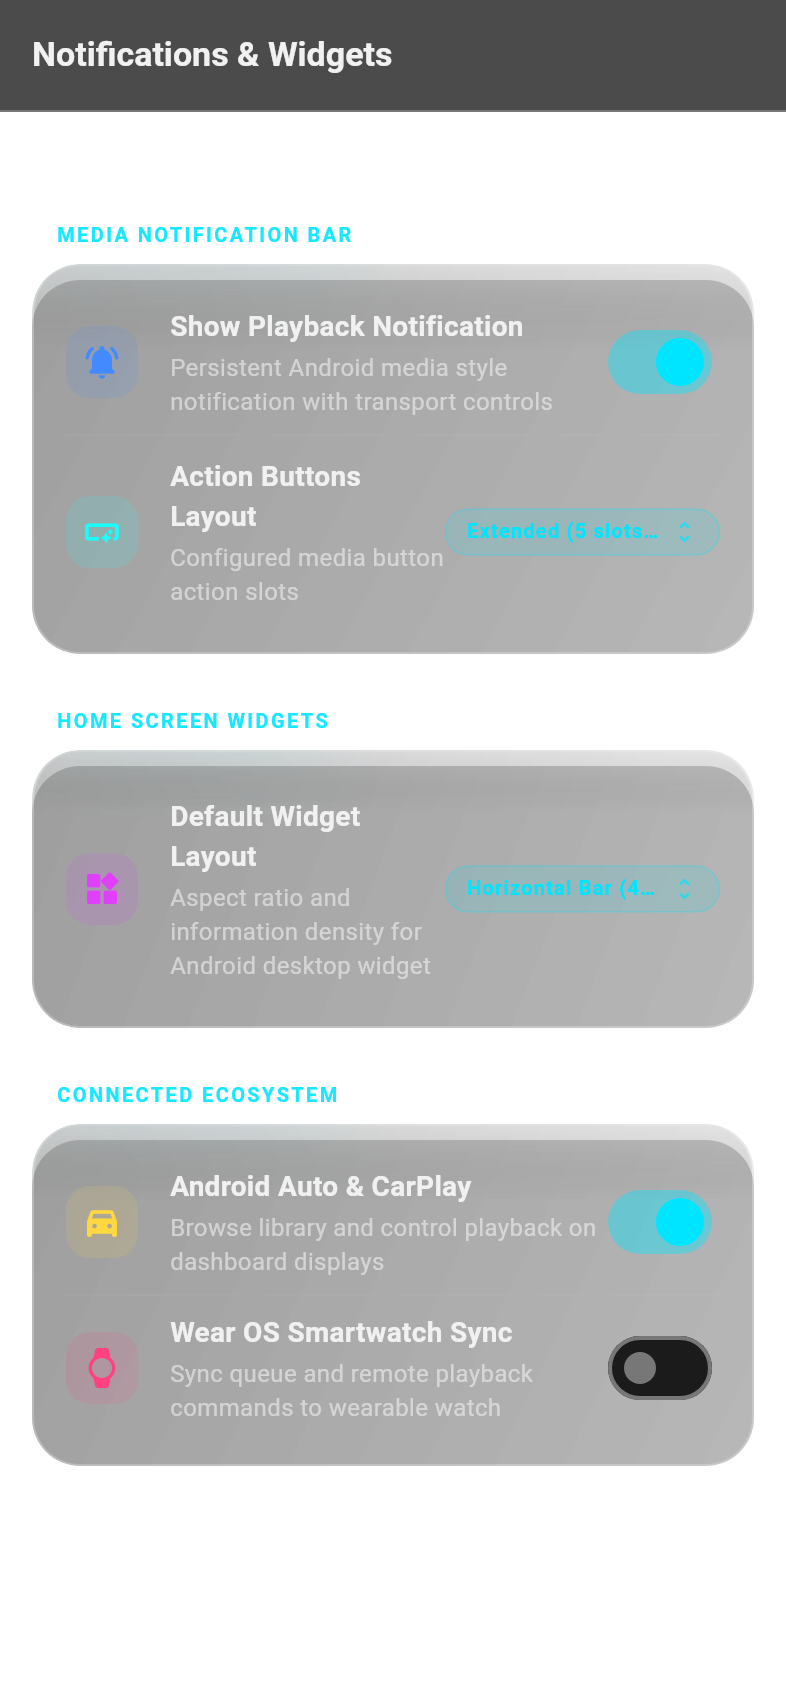 Notifications & Widgets
MEDIA NOTIFICATION BAR
Show Playback Notification
Persistent Android media style
notification with transport controls
Action Buttons
Layout
Configured media button
action slots
Extended (5 slots…
HOME SCREEN WIDGETS
Default Widget
Layout
Aspect ratio and
information density for
Android desktop widget
Horizontal Bar (4…
CONNECTED ECOSYSTEM
Android Auto & CarPlay
Browse library and control playback on
dashboard displays
Wear OS Smartwatch Sync
Sync queue and remote playback
commands to wearable watch